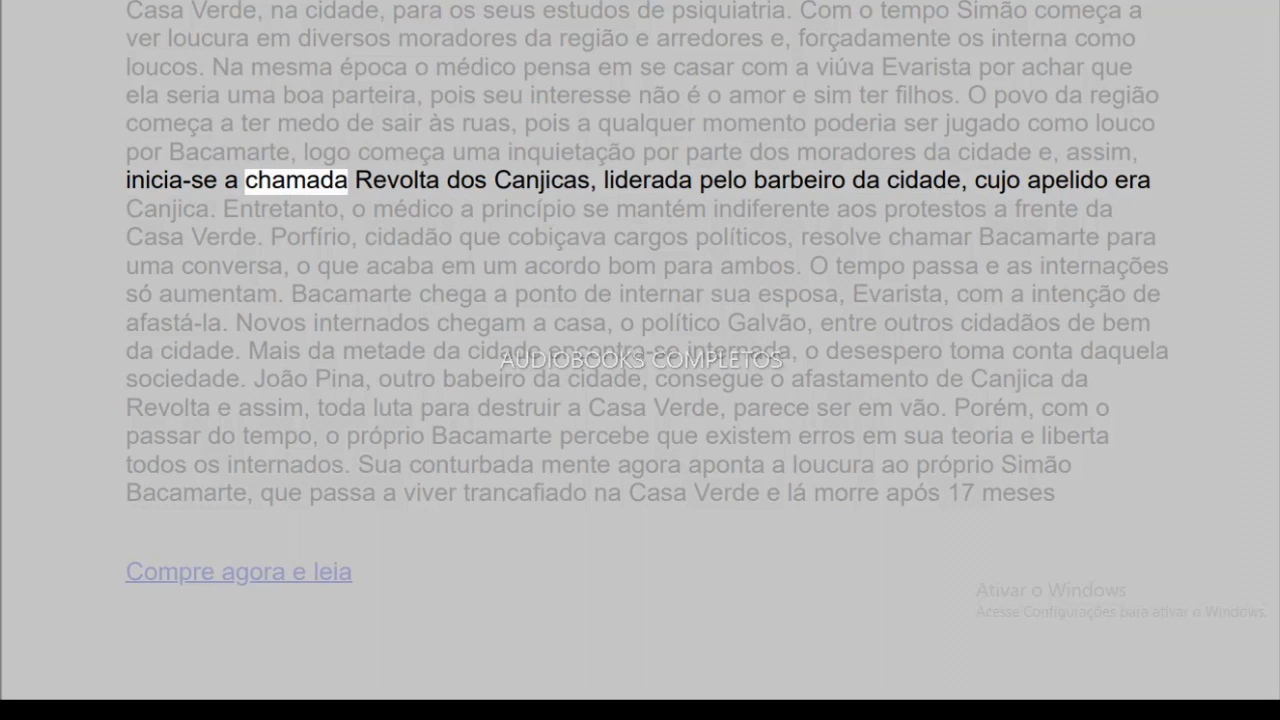 Casa Verde, na cidade, para os seus estudos de psiquiatria. Com o tempo Simão começa a
ver loucura em diversos moradores da região e arredores e, forçadamente os interna como
loucos. Na mesma época o médico pensa em se casar com a viúva Evarista por achar que
ela seria uma boa parteira, pois seu interesse não é o amor e sim ter filhos. O povo da região
começa a ter medo de sair às ruas, pois a qualquer momento poderia ser jugado como louco
por Bacamarte, logo começa uma inquietação por parte dos moradores da cidade e, assim,
inicia-se a chamada Revolta dos Canjicas, liderada pelo barbeiro da cidade, cujo apelido era
Canjica. Entretanto, o médico a princípio se mantém indiferente aos protestos a frente da
Casa Verde. Porfírio, cidadão que cobiçava cargos políticos, resolve chamar Bacamarte para
uma conversa, o que acaba em um acordo bom para ambos. O tempo passa e as internações
só aumentam. Bacamarte chega a ponto de internar sua esposa, Evarista, com a intenção de
afastá-la. Novos internados chegam a casa, o político Galvão, entre outros cidadãos de bem
da cidade. Mais da metade da cidade encontra-se internada, o desespero toma conta daquela
AUDIOBOOKS COMPLETOS
sociedade. João Pina, outro babeiro da cidade, consegue o afastamento de Canjica da
Revolta e assim, toda luta para destruir a Casa Verde, parece ser em vão. Porém, com o
passar do tempo, o próprio Bacamarte percebe que existem erros em sua teoria e liberta
todos os internados. Sua conturbada mente agora aponta a loucura ao próprio Simão
Bacamarte, que passa a viver trancafiado na Casa Verde e lá morre após 17 meses
Compre agora e leia
Ativar o Windows
Acesse Configurações para ativar o Windows.